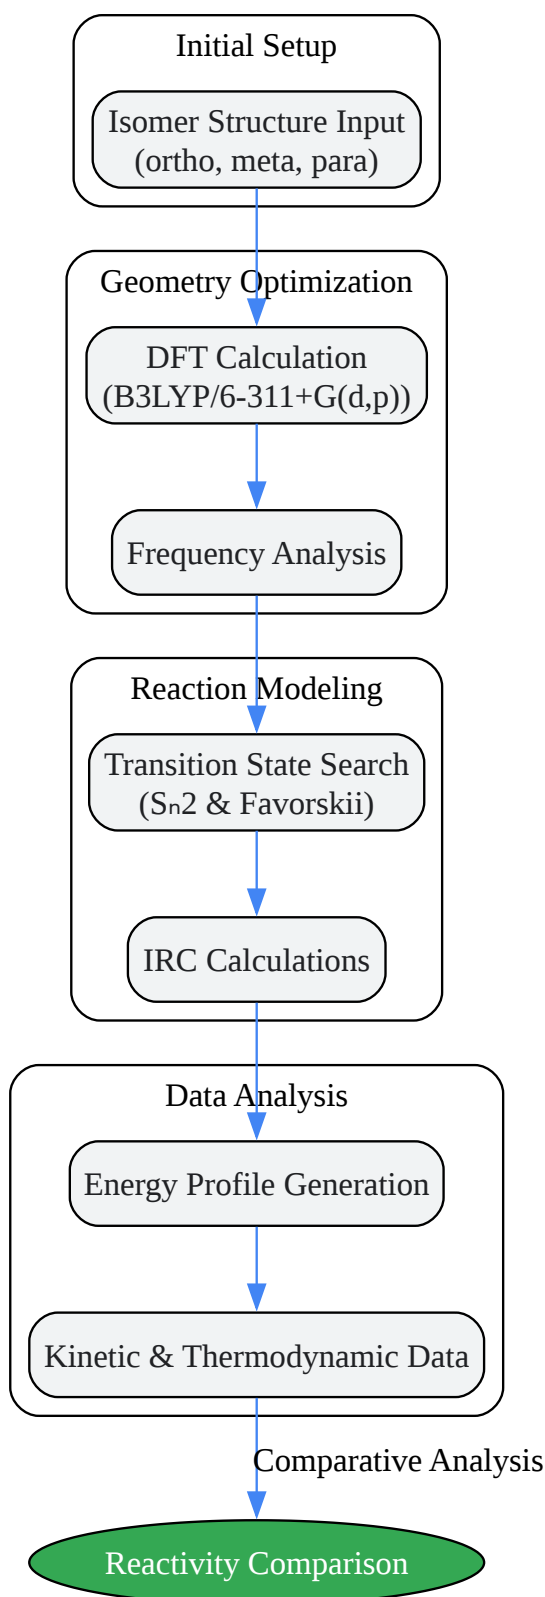 Initial Setup
Isomer Structure Input
(ortho, meta, para)
Geometry Optimization
DFT Calculation
(B3LYP/6-311+G(d,p))
Frequency Analysis
Reaction Modeling
Transition State Search
(Sₙ2 & Favorskii)
IRC Calculations
Data Analysis
Energy Profile Generation
Kinetic & Thermodynamic Data
Comparative Analysis
Reactivity Comparison